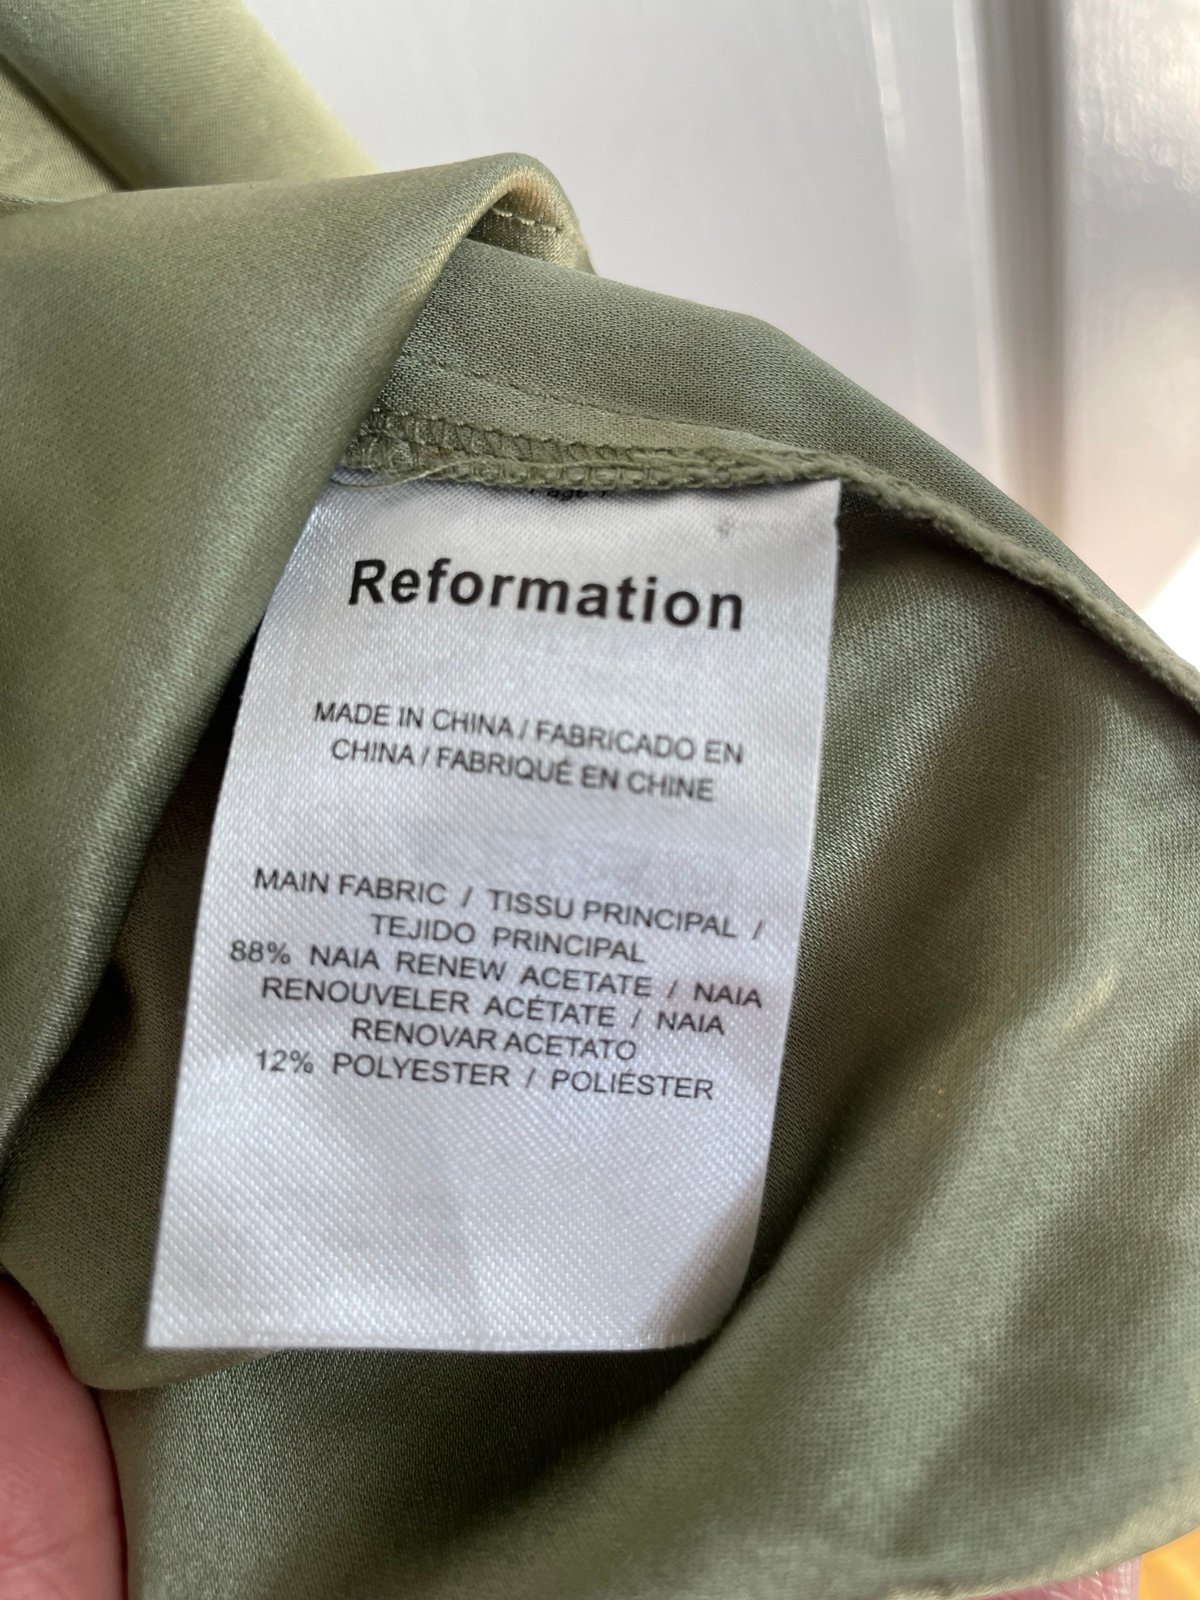 Reformation
MADE IN CHINA / FABRICADO EN
CHINA / FABRIQUÉ EN CHINE
MAIN FABRIC / TISSU PRINCIPAL /
TEJIDO PRINCIPAL
88% NAIA RENEW ACETATE / NAIA
RENOUVELER ACÉTATE / NAIA
RENOVAR ACETATO
12% POLYESTER / POLIÉSTER